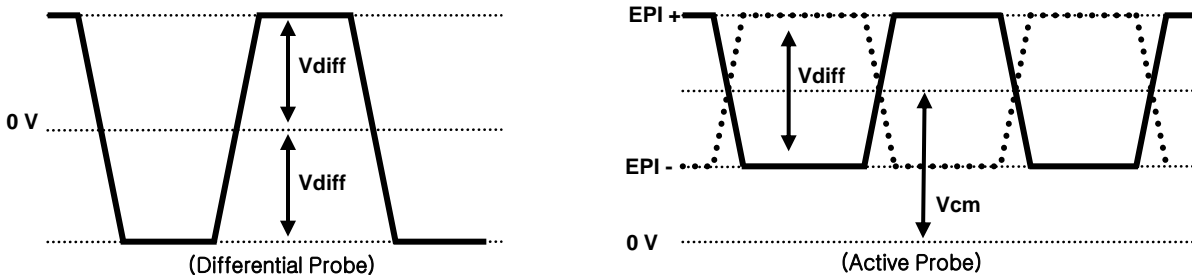 Vdiff
0 V
Vdiff
(Differential Probe)
EPI +
Vdiff
EPI -
Vcm
0 V
(Active Probe)